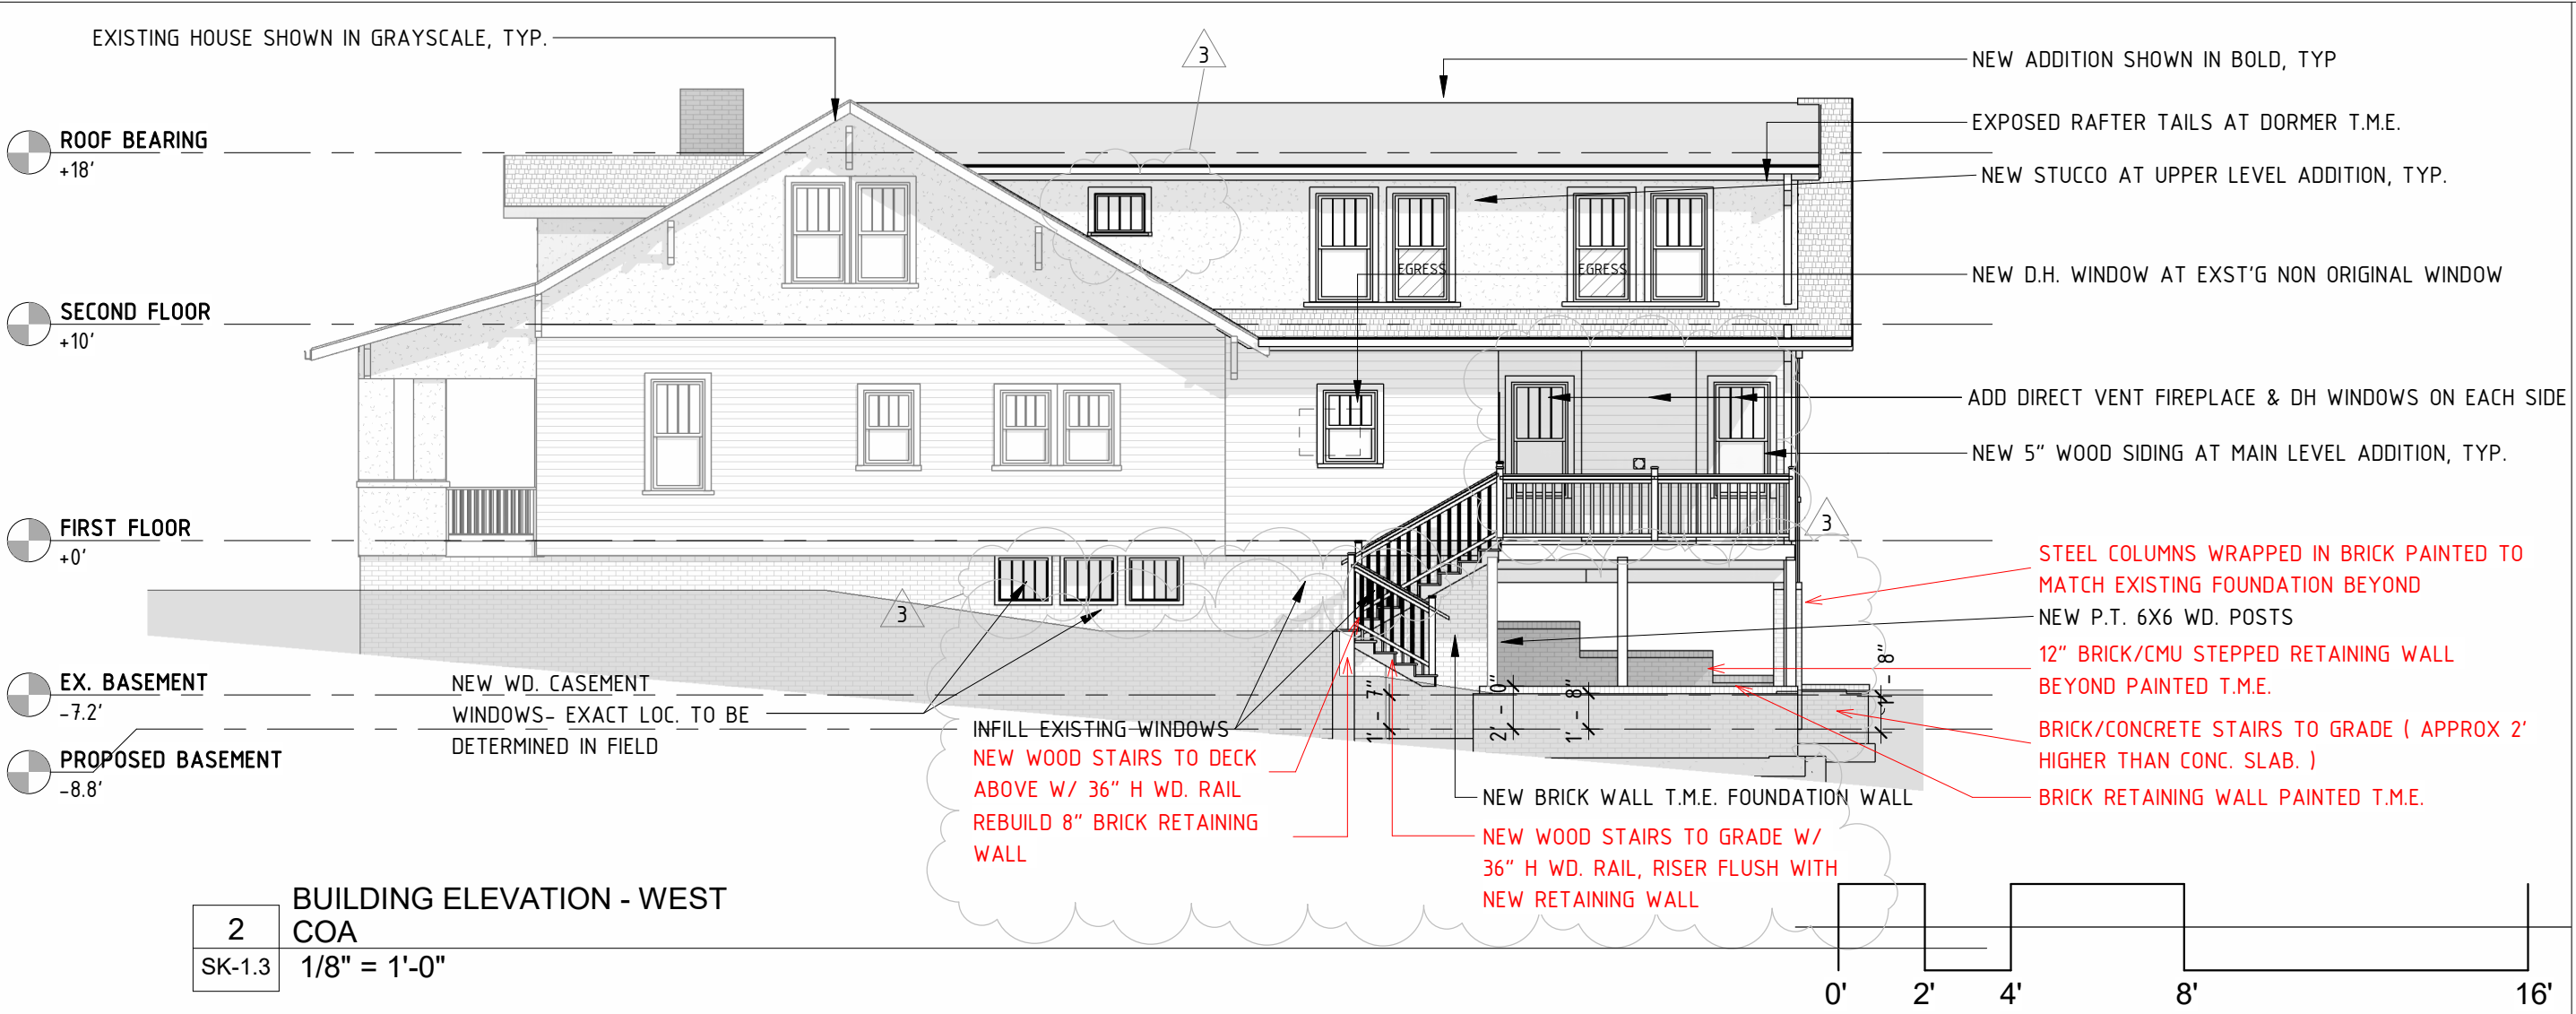 EXISTING HOUSE SHOWN IN GRAYSCALE, TYP.
3
NEW ADDITION SHOWN IN BOLD, TYP
ROOF BEARING
+18'
EXPOSED RAFTER TAILS AT DORMER T.M.E.
NEW STUCCO AT UPPER LEVEL ADDITION, TYP.
EGRESS
EGRESS
NEW D.H. WINDOW AT EXST'G NON ORIGINAL WINDOW
SECOND FLOOR
+10'
ADD DIRECT VENT FIREPLACE & DH WINDOWS ON EACH SIDE
NEW 5" WOOD SIDING AT MAIN LEVEL ADDITION, TYP.
FIRST FLOOR
+0'
3
STEEL COLUMNS WRAPPED IN BRICK PAINTED TO
MATCH EXISTING FOUNDATION BEYOND
3
NEW P.T. 6X6 WD. POSTS
12" BRICK/CMU STEPPED RETAINING WALL
BEYOND PAINTED T.M.E.
EX. BASEMENT
-7.2'
NEW WD. CASEMENT
WINDOWS- EXACT LOC. TO BE
DETERMINED IN FIELD
INFILL EXISTING WINDOWS
1' - 7"
2' - 0"
1' - 8"
1' - 8"
BRICK/CONCRETE STAIRS TO GRADE ( APPROX 2'
HIGHER THAN CONC. SLAB. )
PROPOSED BASEMENT
-8.8'
NEW WOOD STAIRS TO DECK
ABOVE W/ 36" H WD. RAIL
REBUILD 8" BRICK RETAINING
WALL
NEW BRICK WALL T.M.E. FOUNDATION WALL
BRICK RETAINING WALL PAINTED T.M.E.
NEW WOOD STAIRS TO GRADE W/
36" H WD. RAIL, RISER FLUSH WITH
NEW RETAINING WALL
2
SK-1.3
BUILDING ELEVATION - WEST
COA
1/8" = 1'-0"
0' 2' 4' 8' 16'